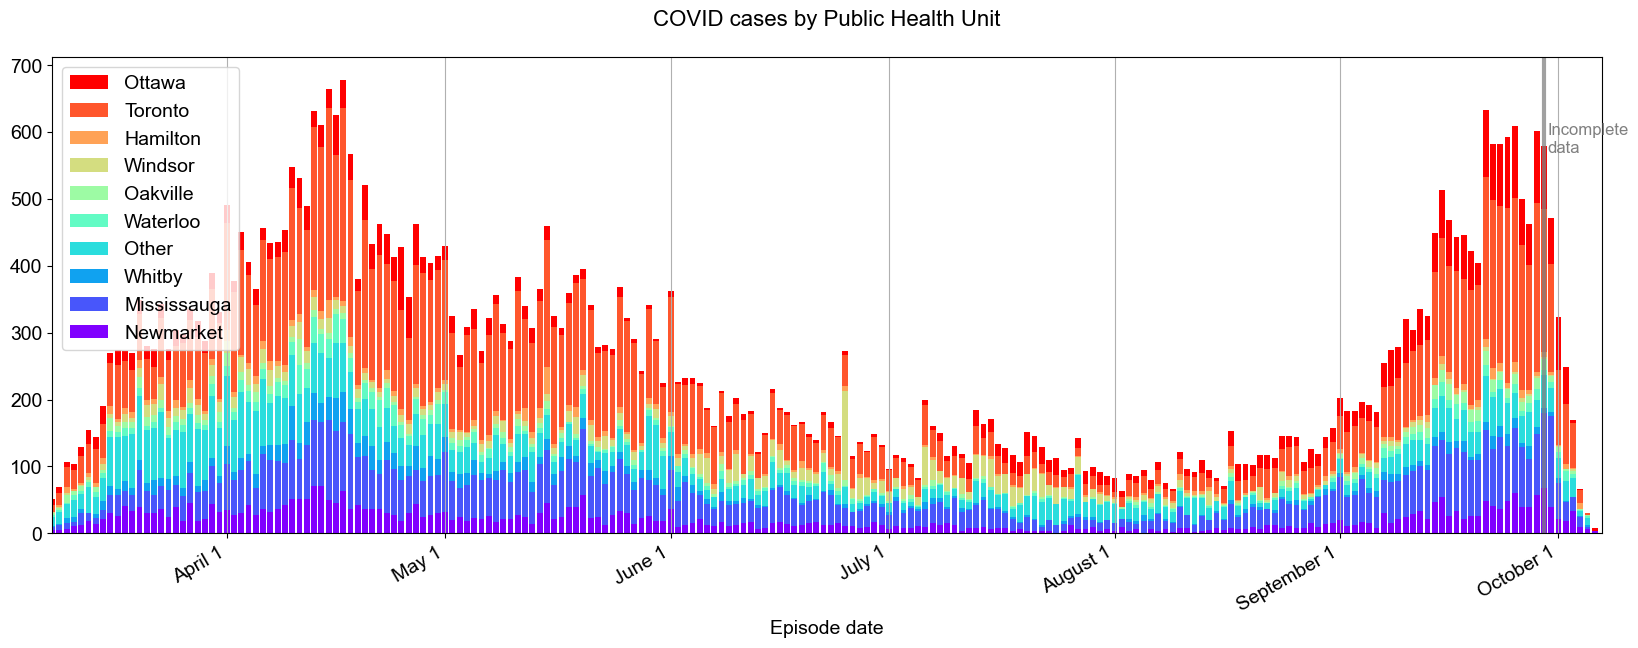 COVID cases by Public Health Unit
700
600
500
400
300
200
100
0
Ottawa
Toronto
Hamilton
Windsor
Oakville
Waterloo
Other
Whitby
Mississauga
Newmarket
Incomplete
data
April 1
May 1
June 1
July 1
August 1
September 1
October 1
Episode date